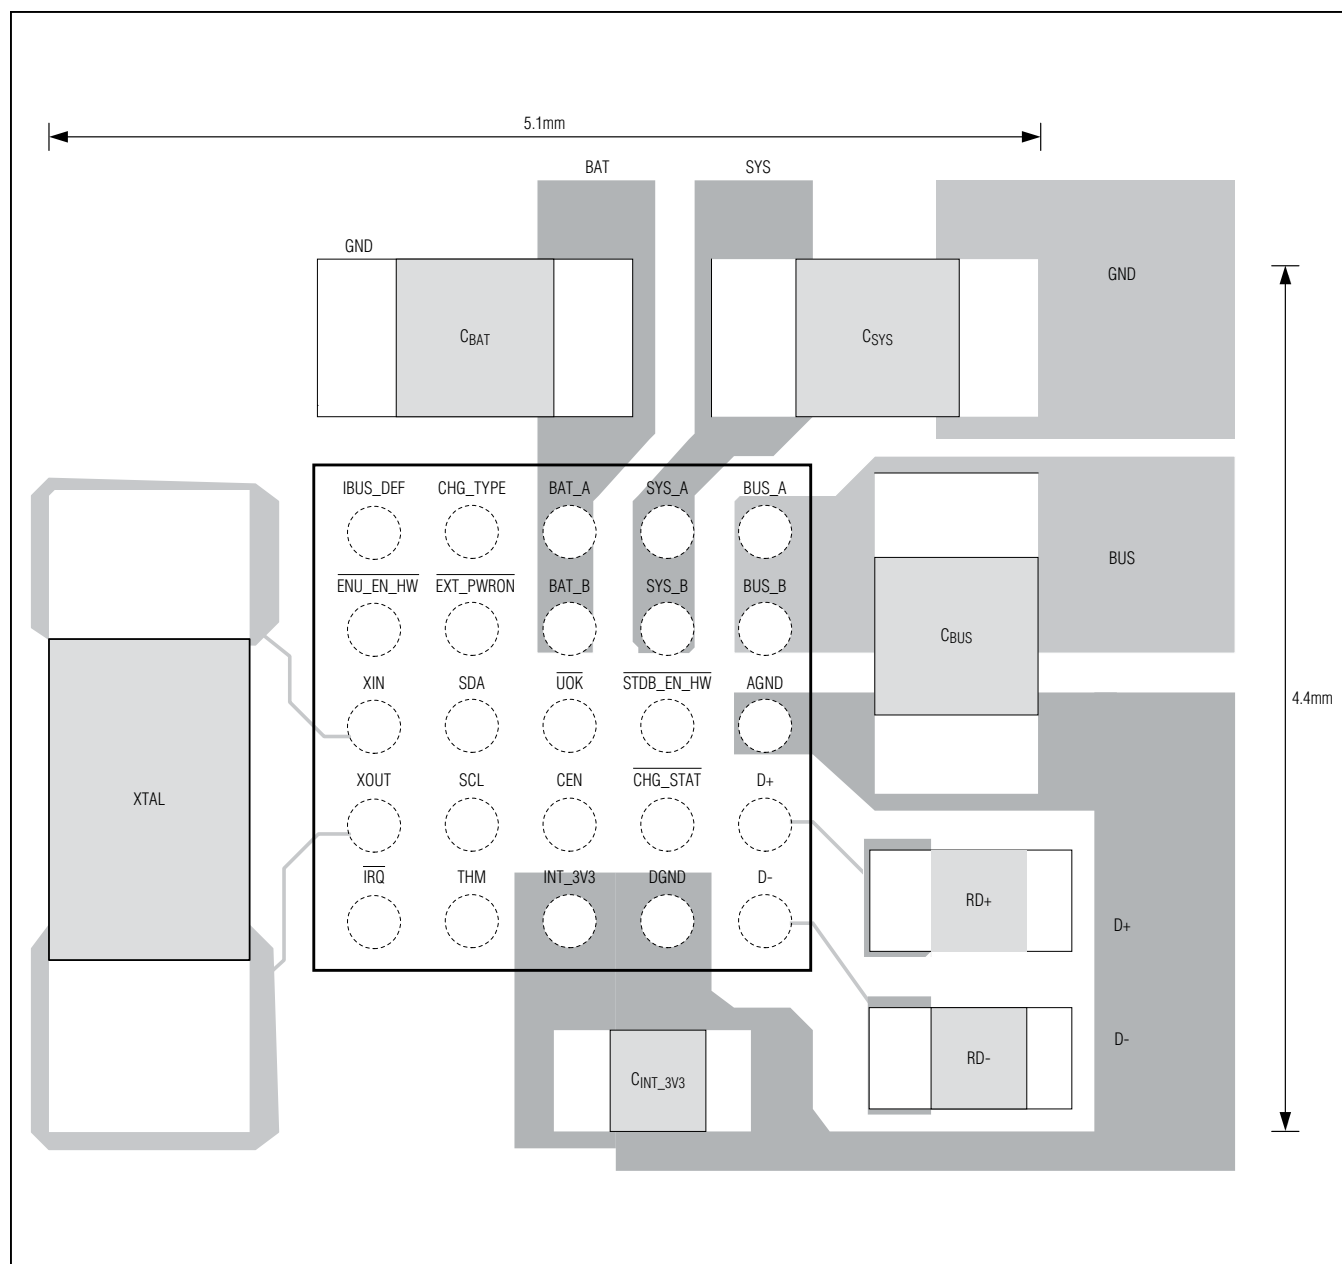 5.1mm
BAT
SYS
GND
GND
CBAT
CSYS
IBUS_DEF CHG_TYPE BAT_A SYS_A BUS_A
BUS
ENU_EN_HW EXT_PWRON BAT_B SYS_B BUS_B
CBUS
XIN SDA UOK STDB_EN_HW AGND
4.4mm
XTAL
XOUT SCL CEN CHG_STAT D+
IRQ THM INT_3V3 DGND D-
RD+
D+
D-
RD-
CINT_3V3